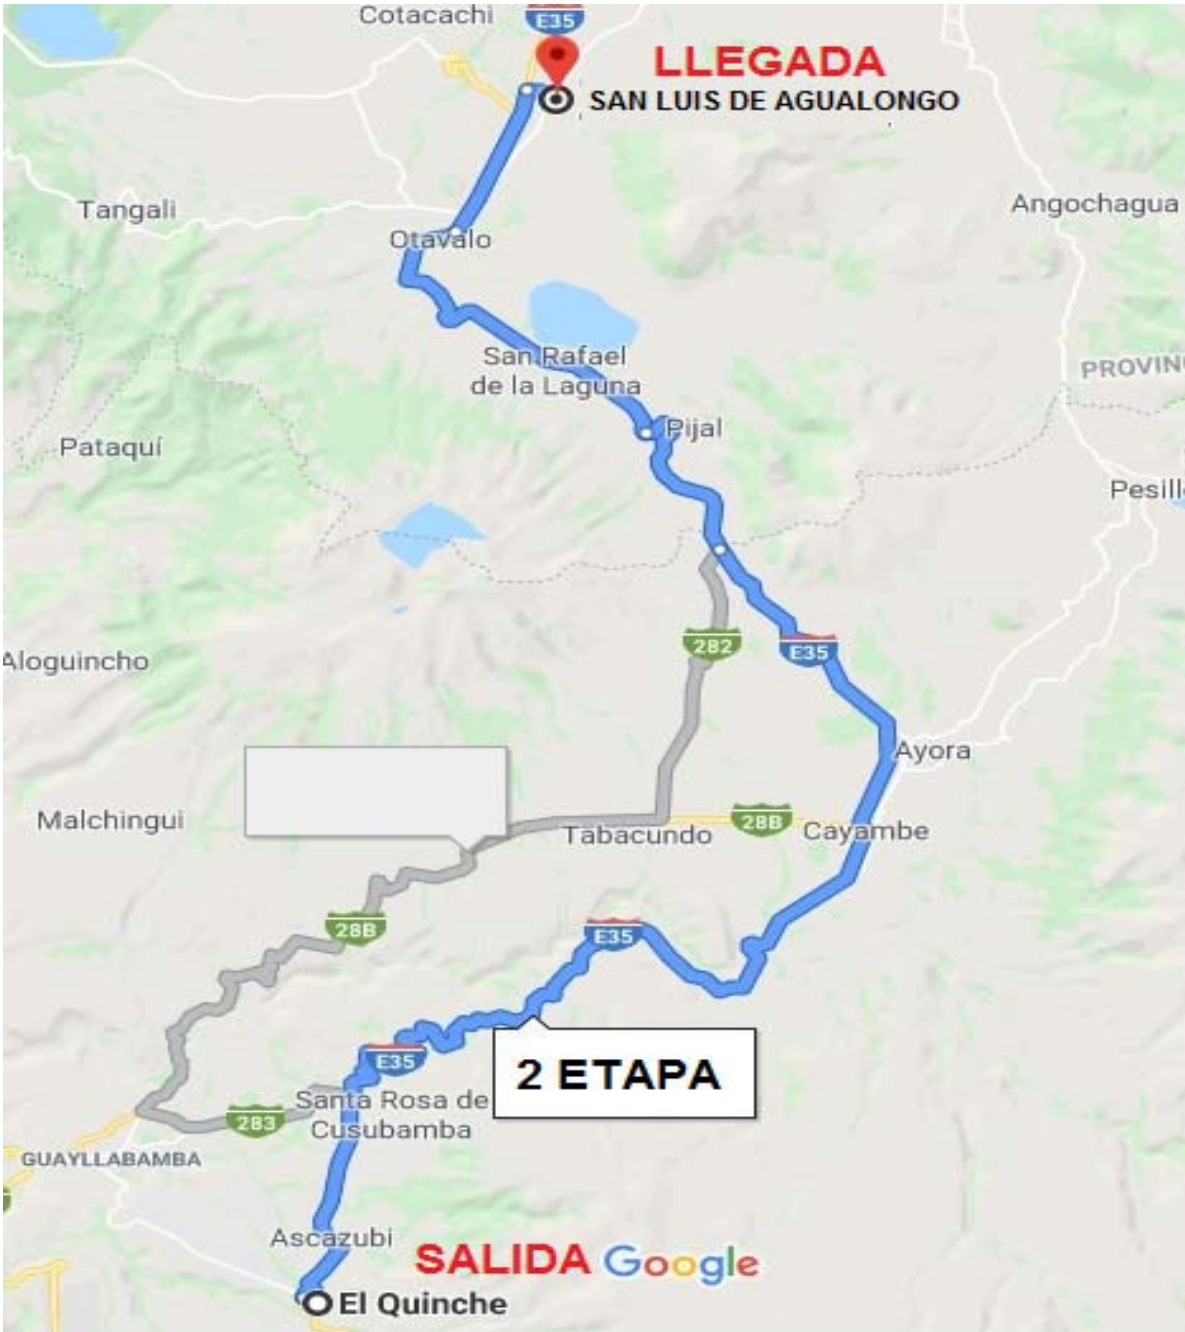 Cotacachi
E35
LLEGADA
SAN LUIS DE AGUALONGO
Tangali
Angochagua
Otavalo
San Rafael
de la Laguna
PROVIN
Pijal
Pataquí
Pesill
282
E35
Aloguincho
Ayora
Malchingui
28B
Tabacundo
Cayambe
28B
E35
E35
2 ETAPA
Santa Rosa de
Cusubamba
283
GUAYLLABAMBA
Ascazubi
SALIDA Google
El Quinche